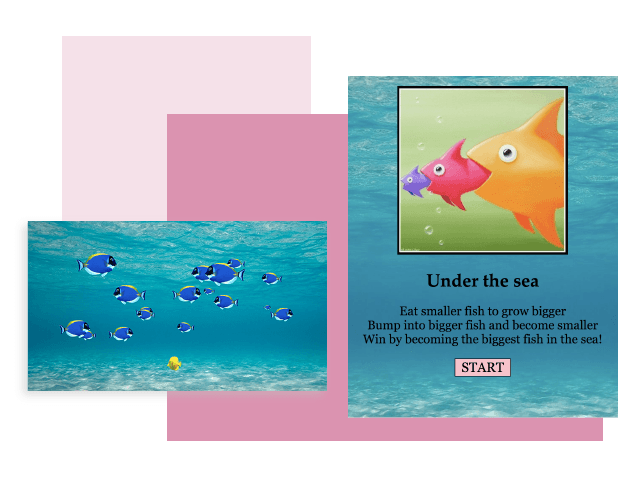 Under the sea
Eat smaller fish to grow bigger
Bump into bigger fish and become smaller
Win by becoming the biggest fish in the sea!
START